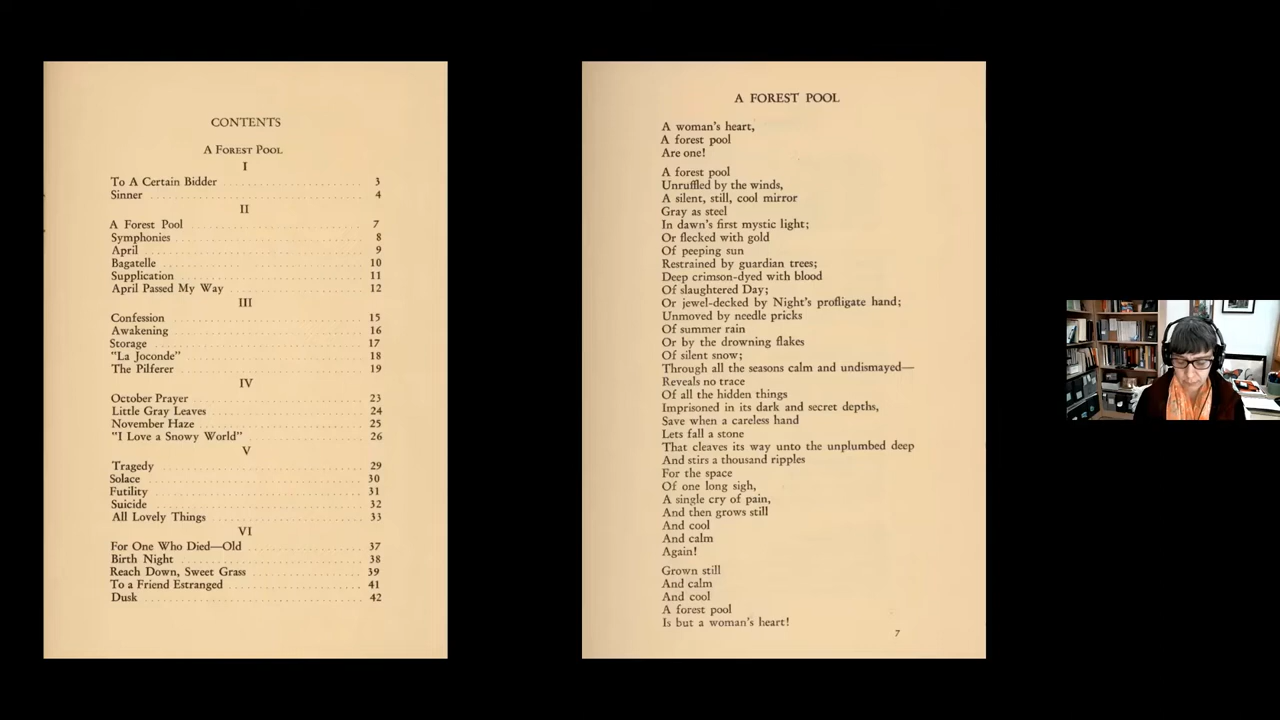 CONTENTS
A FOREST POOL
I
To A Certain Bidder 3
Sinner 4
II
A Forest Pool 7
Symphonies 8
April 9
Bagatelle 10
Supplication 11
April Passed My Way 12
III
Confession 15
Awakening 16
Storage 17
"La Joconde" 18
The Pilferer 19
IV
October Prayer 23
Little Gray Leaves 24
November Haze 25
"I Love a Snowy World" 26
V
Tragedy 29
Solace 30
Futility 31
Suicide 32
All Lovely Things 33
VI
For One Who Died—Old 37
Birth Night 38
Reach Down, Sweet Grass 39
To a Friend Estranged 41
Dusk 42
A FOREST POOL
A woman's heart,
A forest pool
Are one!
A forest pool
Unruffled by the winds,
A silent, still, cool mirror
Gray as steel
In dawn's first mystic light;
Or flecked with gold
Of peeping sun
Restrained by guardian trees;
Deep crimson-dyed with blood
Of slaughtered Day;
Or jewel-decked by Night's profligate hand;
Unmoved by needle pricks
Of summer rain
Or by the drowning flakes
Of silent snow;
Through all the seasons calm and undismayed—
Reveals no trace
Of all the hidden things
Imprisoned in its dark and secret depths,
Save when a careless hand
Lets fall a stone
That cleaves its way unto the unplumbed deep
And stirs a thousand ripples
For the space
Of one long sigh,
A single cry of pain,
And then grows still
And cool
And calm
Again!
Grown still
And calm
And cool
A forest pool
Is but a woman's heart!
7